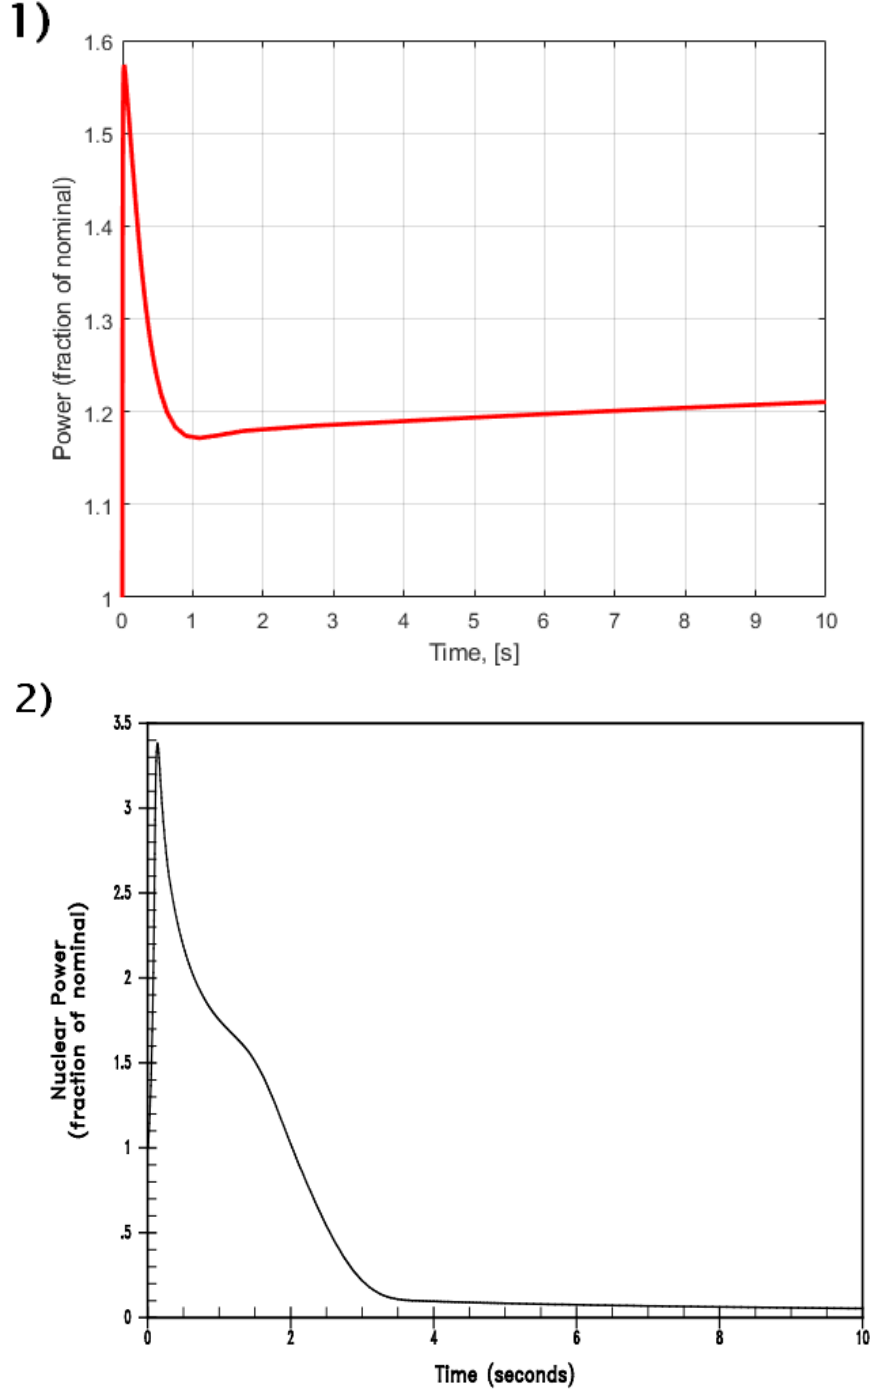 1)
1.6
1.5
1.4
1.3
1.2
1.1
1
Power (fraction of nominal)
0 1 2 3 4 5 6 7 8 9 10
Time, [s]
2)
3.5
3
2.5
2
1.5
1
.5
0
Nuclear Power
(fraction of nominal)
0 2 4 6 8 10
Time (seconds)